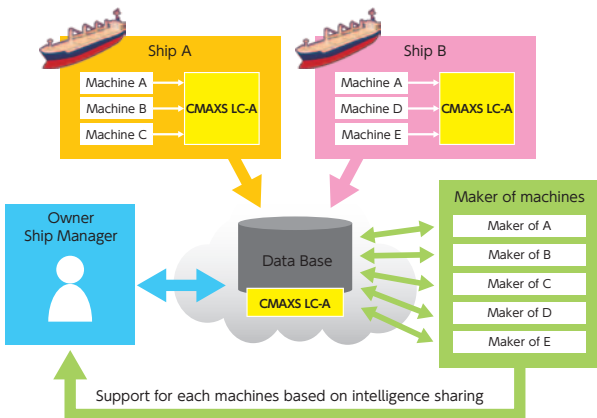 Ship A
Machine A
Machine B
Machine C
CMAXS LC-A
Ship B
Machine A
Machine D
Machine E
CMAXS LC-A
Owner
Ship Manager
Data Base
CMAXS LC-A
Maker of machines
Maker of A
Maker of B
Maker of C
Maker of D
Maker of E
Support for each machines based on intelligence sharing